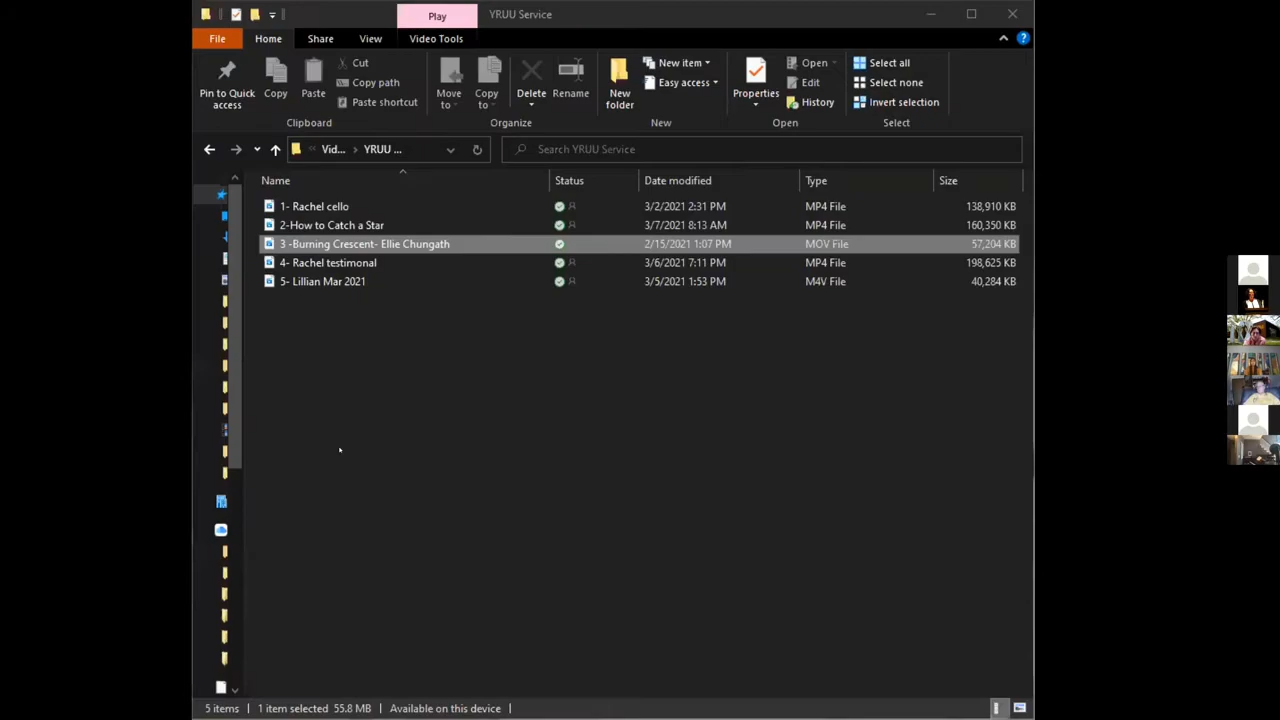 Play
YRUU Service
File
Home
Share
View
Video Tools
Pin to Quick access
Copy
Paste
Cut
Copy path
Paste shortcut
Clipboard
Move to
Copy to
Delete
Rename
Organize
New folder
New item
Easy access
New
Properties
Open
Edit
History
Open
Select all
Select none
Invert selection
Select
Vid... YRUU ...
Search YRUU Service
Name Status Date modified Type Size
1- Rachel cello 3/2/2021 2:31 PM MP4 File 138,910 KB
2-How to Catch a Star 3/7/2021 8:13 AM MP4 File 160,350 KB
3 -Burning Crescent- Ellie Chungath 2/15/2021 1:07 PM MOV File 57,204 KB
4- Rachel testimonal 3/6/2021 7:11 PM MP4 File 198,625 KB
5- Lillian Mar 2021 3/5/2021 1:53 PM M4V File 40,284 KB
5 items 1 item selected 55.8 MB Available on this device